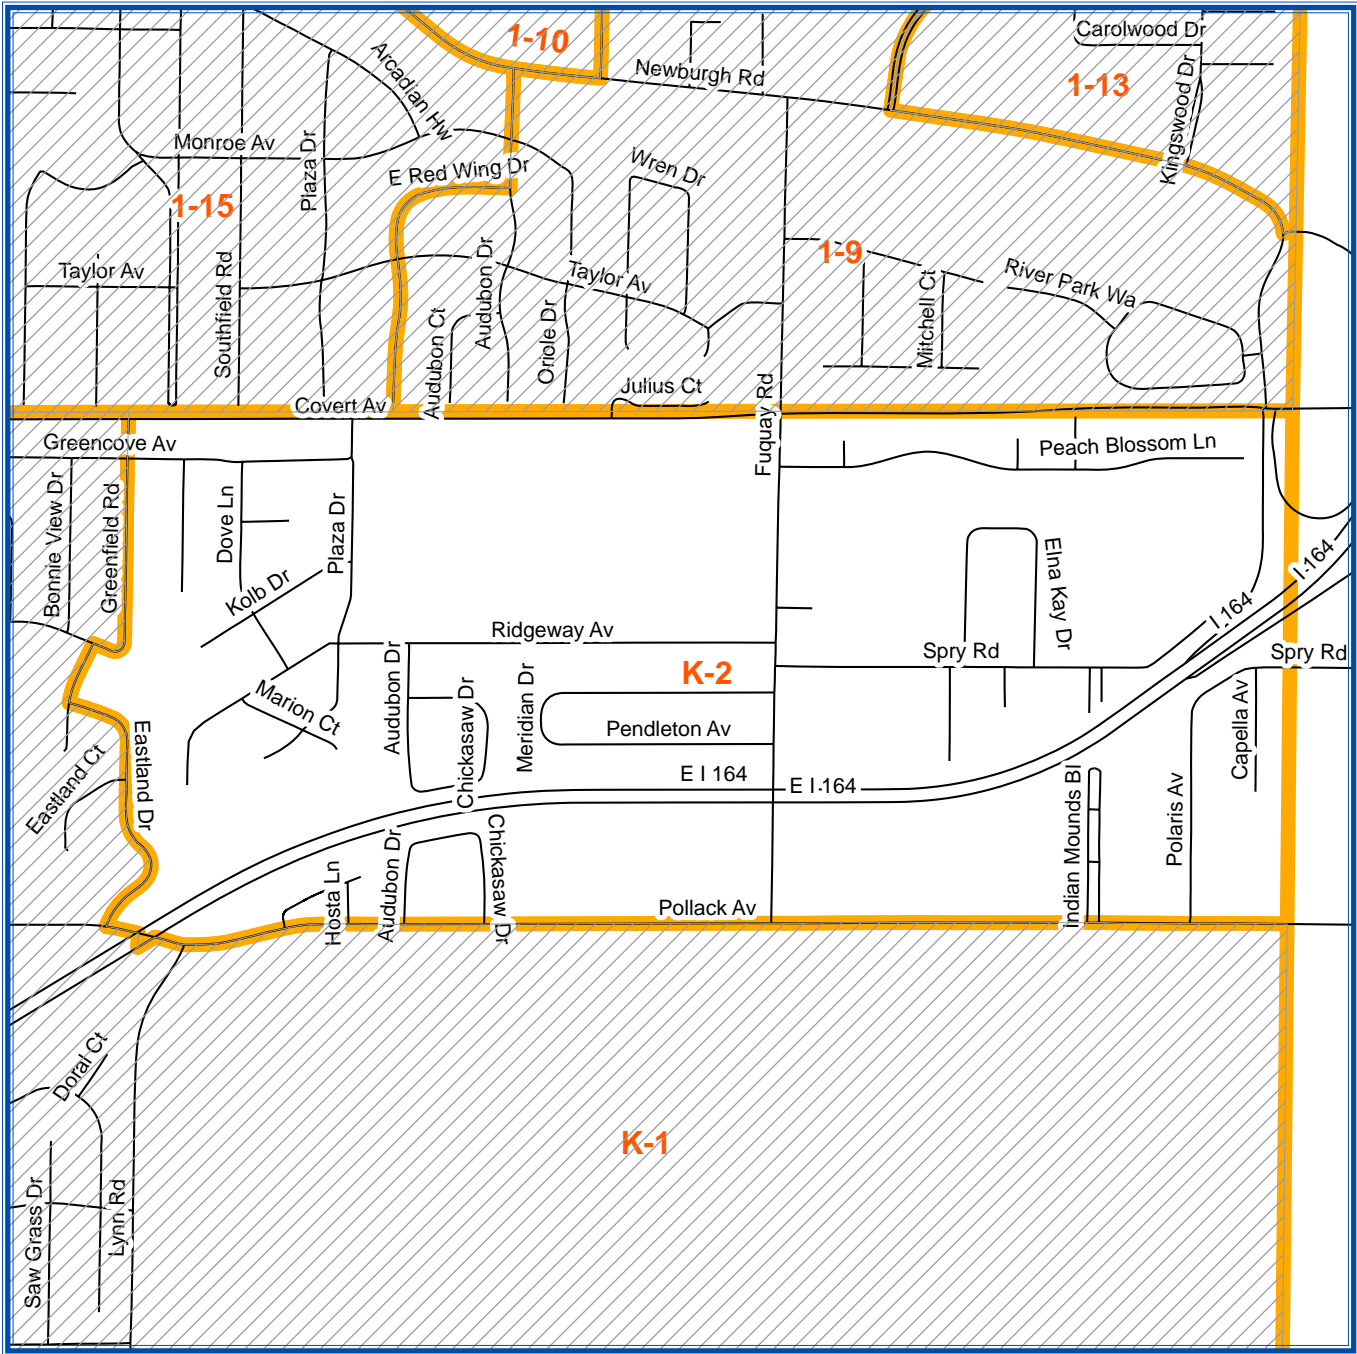 1-10
Carolwood Dr
Arcadian Hw
Newburgh Rd
1-13
Kingswood Dr
Monroe Av
Plaza Dr
E Red Wing Dr
Wren Dr
1-15
1-9
Taylor Av
Southfield Rd
Audubon Dr
Taylor Av
River Park Wa
Mitchell Ct
Audubon Ct
Oriole Dr
Julius Ct
Covert Av
Fuquay Rd
Greencove Av
Peach Blossom Ln
Bonnie View Dr
Greenfield Rd
Dove Ln
Plaza Dr
Kolb Dr
Elna Kay Dr
I-164
I 164
Ridgeway Av
Spry Rd
Spry Rd
K-2
Marion Ct
Audubon Dr
Chickasaw Dr
Meridian Dr
Pendleton Av
Capella Av
Eastland Ct
Eastland Dr
E I 164
E I-164
Indian Mounds Bl
Polaris Av
Hosta Ln
Audubon Dr
Chickasaw Dr
Pollack Av
Doral Ct
K-1
Saw Grass Dr
Lynn Rd